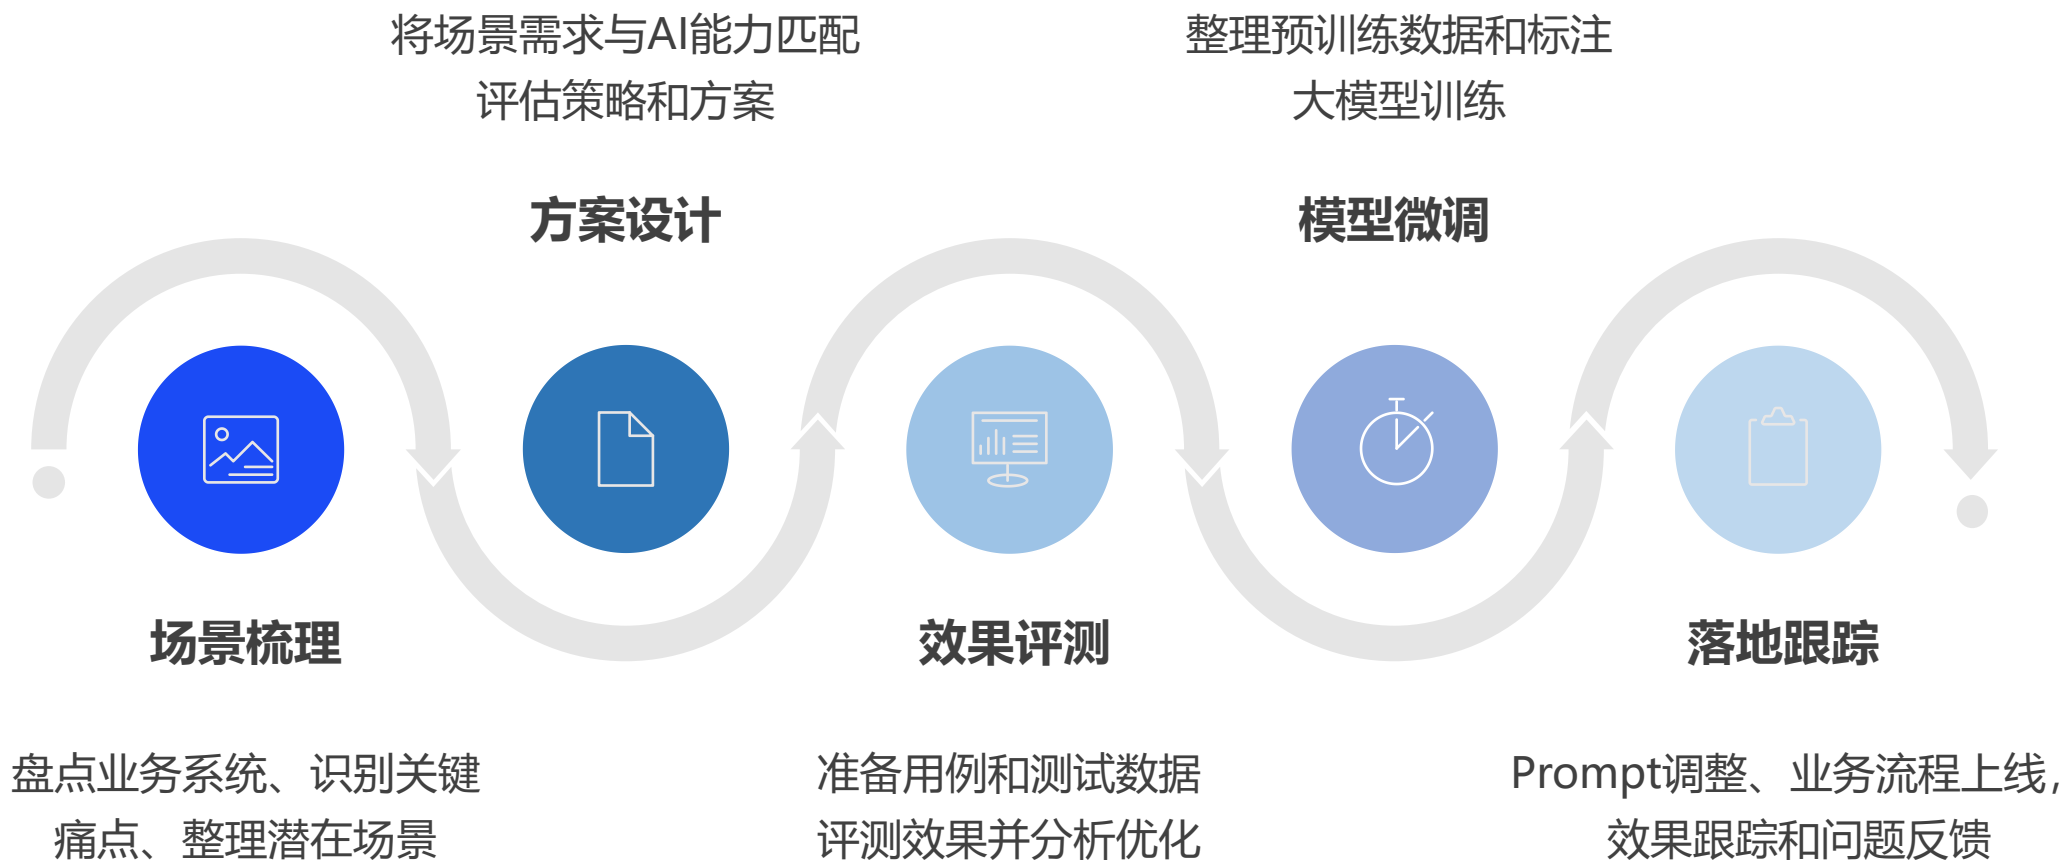 将场景需求与AI能力匹配
评估策略和方案
整理预训练数据和标注
大模型训练
方案设计
模型微调
场景梳理
效果评测
落地跟踪
盘点业务系统、识别关键
痛点、整理潜在场景
准备用例和测试数据
评测效果并分析优化
Prompt调整、业务流程上线，
效果跟踪和问题反馈